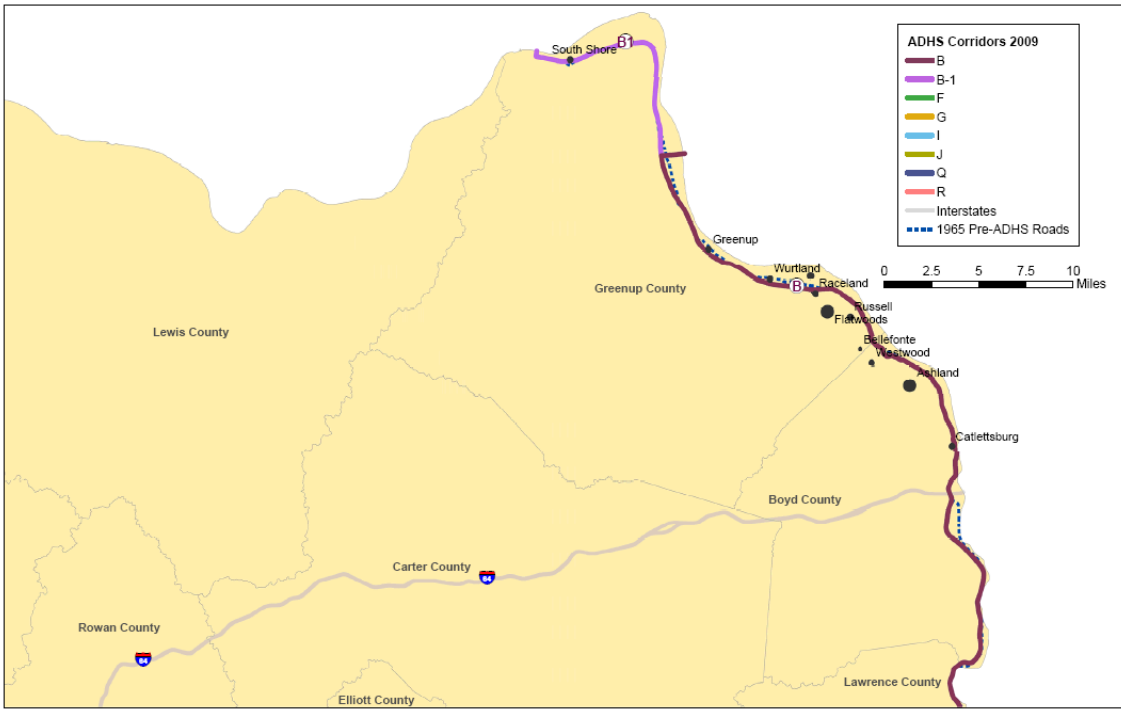 B1
South Shore
ADHS Corridors 2009
B
B-1
F
G
I
J
Q
R
Interstates
1965 Pre-ADHS Roads
0 2.5 5 7.5 10
Miles
Greenup
Wurtland
Raceland
B
Greenup County
Russell
Flatwoods
Lewis County
Bellefonte
Westwood
Ashland
Catlettsburg
Boyd County
Carter County
64
Rowan County
64
Lawrence County
Elliott County